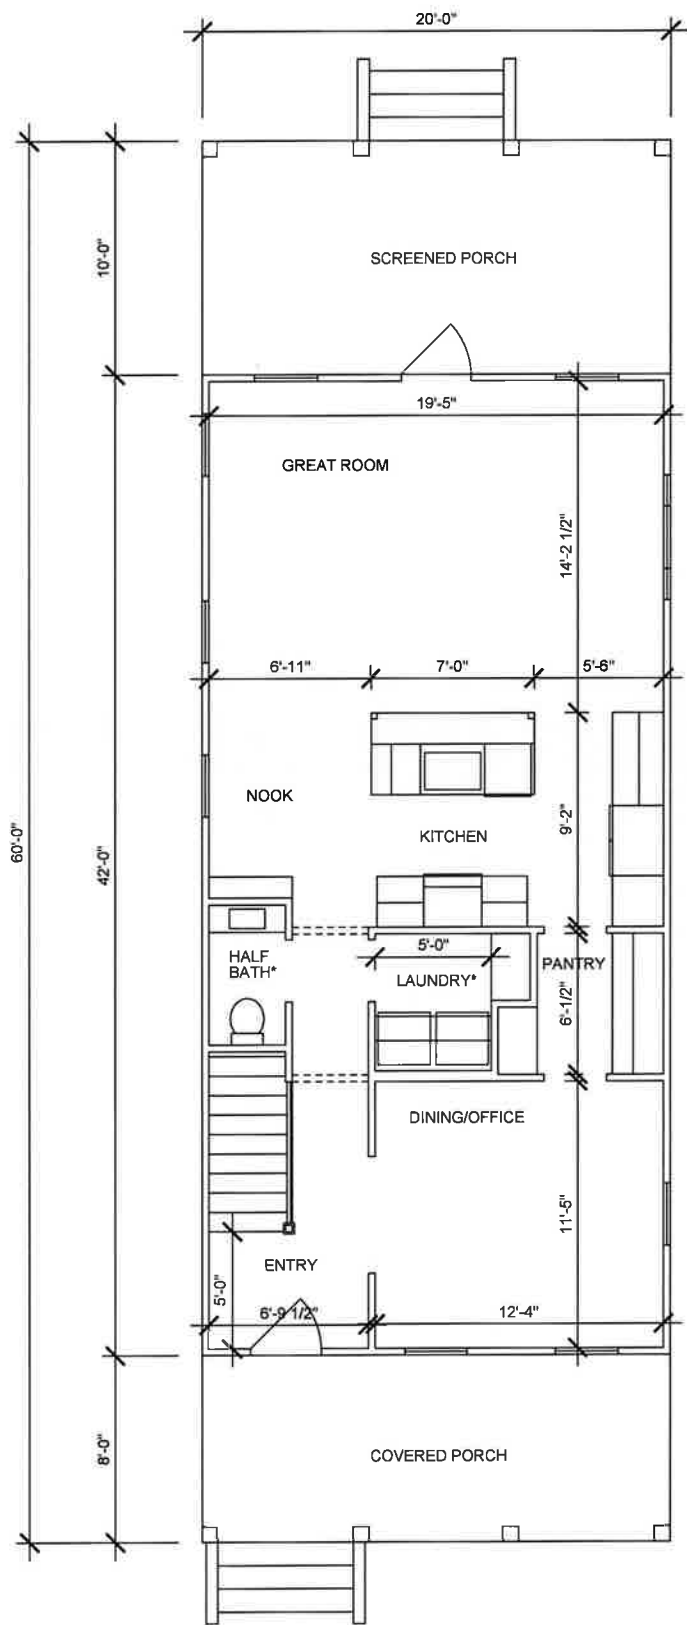 20'-0"
10'-0"
SCREENED PORCH
19'-5"
GREAT ROOM
14'-2 1/2"
6'-11"
7'-0"
5'-6"
NOOK
KITCHEN
9'-2"
60'-0"
42'-0"
HALF
BATH*
5'-0"
LAUNDRY*
PANTRY
6'-1/2"
DINING/OFFICE
11'-5"
ENTRY
5'-0"
6'-9 1/2"
12'-4"
8'-0"
COVERED PORCH